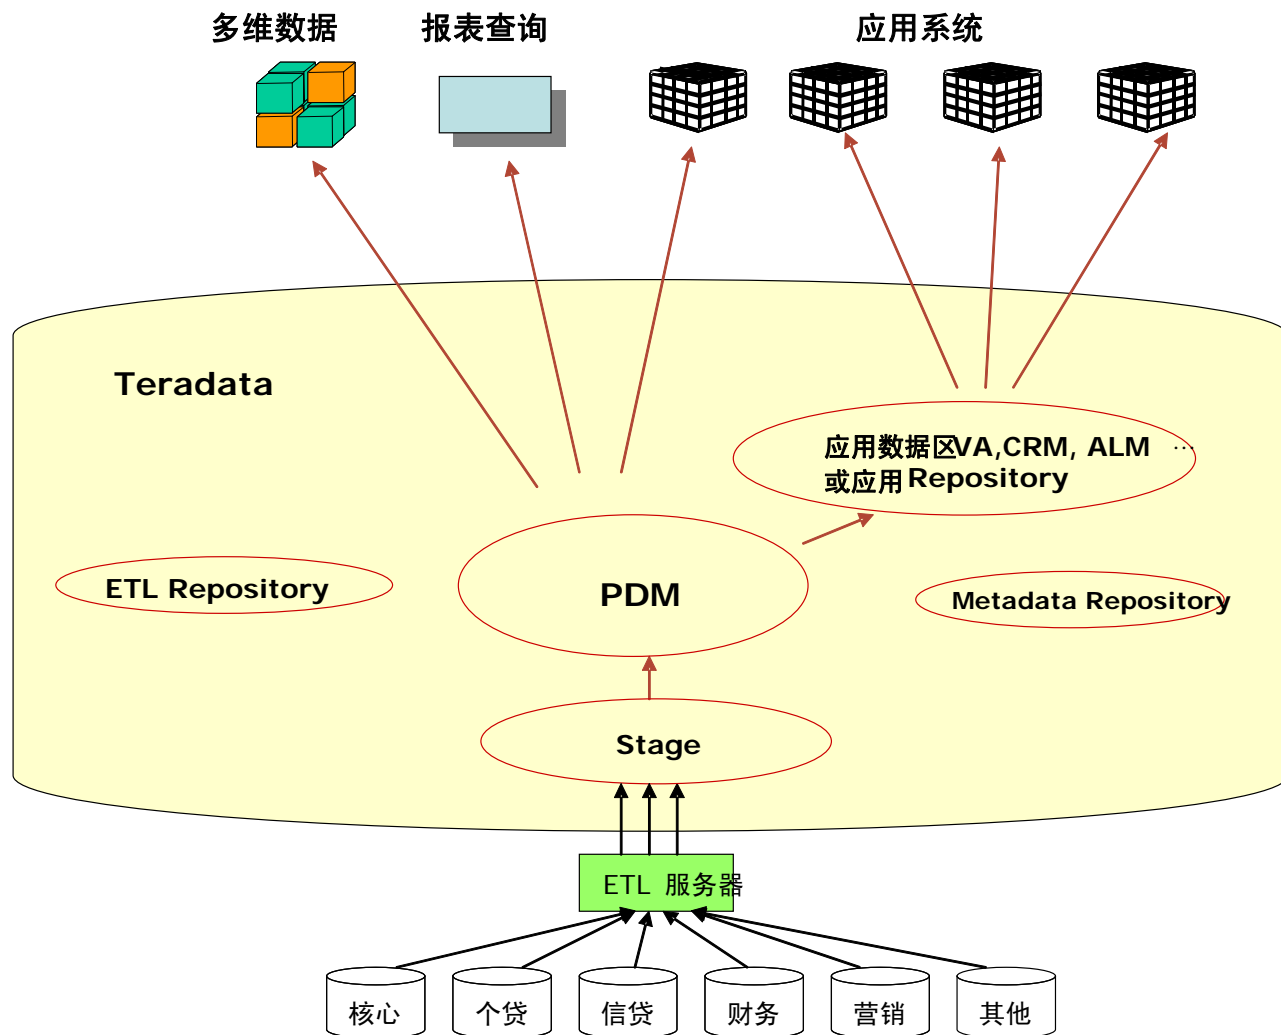 多维数据 报表查询 应用系统
Teradata
应用数据区VA,CRM, ALM …
或应用Repository
ETL Repository
PDM
Metadata Repository
Stage
ETL 服务器
核心 个贷 信贷 财务 营销 其他